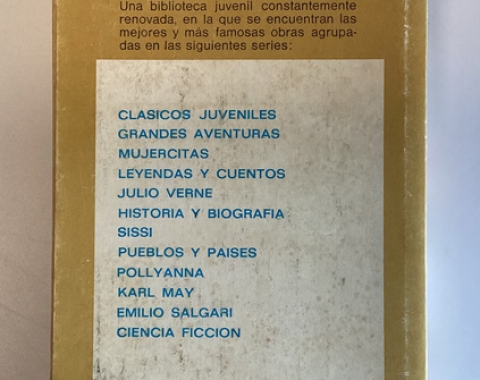 Una biblioteca juvenil constantemente
renovada, en la que se encuentran las
mejores y más famosas obras agrupa-
das en las siguientes series:
CLASICOS JUVENILES
GRANDES AVENTURAS
MUJERCITAS
LEYENDAS Y CUENTOS
JULIO VERNE
HISTORIA Y BIOGRAFIA
SISSI
PUEBLOS Y PAISES
POLLYANNA
KARL MAY
EMILIO SALGARI
CIENCIA FICCION